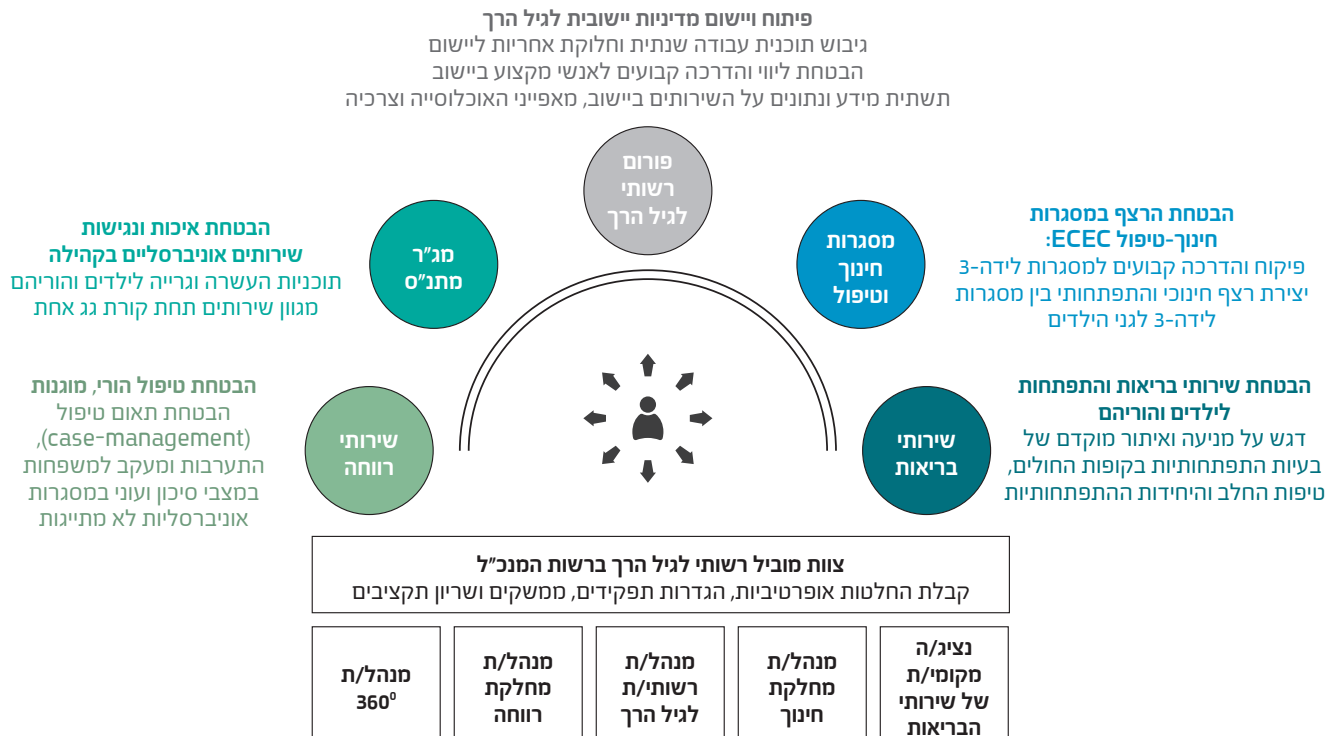 פיתוח ויישום מדיניות יישובית לגיל הרך
גיבוש תוכנית עבודה שנתית וחלוקת אחריות ליישום
הבטחת ליווי והדרכה קבועים לאנשי מקצוע ביישוב
תשתית מידע ונתונים על השירותים ביישוב, מאפייני האוכלוסייה וצרכיה
פורום
רשותי
לגיל הרך
הבטחת הרצף במסגרות
חינוך-טיפול ECEC:
פיקוח והדרכה קבועים למסגרות לידה-3
יצירת רצף חינוכי והתפתחותי בין מסגרות
לידה-3 לגני הילדים
מסגרות
חינוך
וטיפול
מג"ר
מתנ"ס
הבטחת איכות ונגישות
שירותים אוניברסליים בקהילה
תוכניות העשרה וגרייה לילדים והוריהם
מגוון שירותים תחת קורת גג אחת
הבטחת שירותי בריאות והתפתחות
לילדים והוריהם
דגש על מניעה ואיתור מוקדם של
בעיות התפתחותיות בקופות החולים,
טיפות החלב והיחידות ההתפתחותיות
שירותי
בריאות
שירותי
רווחה
הבטחת טיפול הורי, מוגנות
הבטחת תאום טיפול
(case-management),
התערבות ומעקב למשפחות
במצבי סיכון ועוני במסגרות
אוניברסליות לא מתייגות
צוות מוביל רשותי לגיל הרך ברשות המנכ"ל
קבלת החלטות אופרטיביות, הגדרות תפקידים, ממשקים ושריון תקציבים
נציג/ה
מקומי/ת
של שירותי
הבריאות
מנהל/ת
מחלקת
חינוך
מנהל/ת
רשותי/ת
לגיל הרך
מנהל/ת
מחלקת
רווחה
מנהל/ת
360⁰